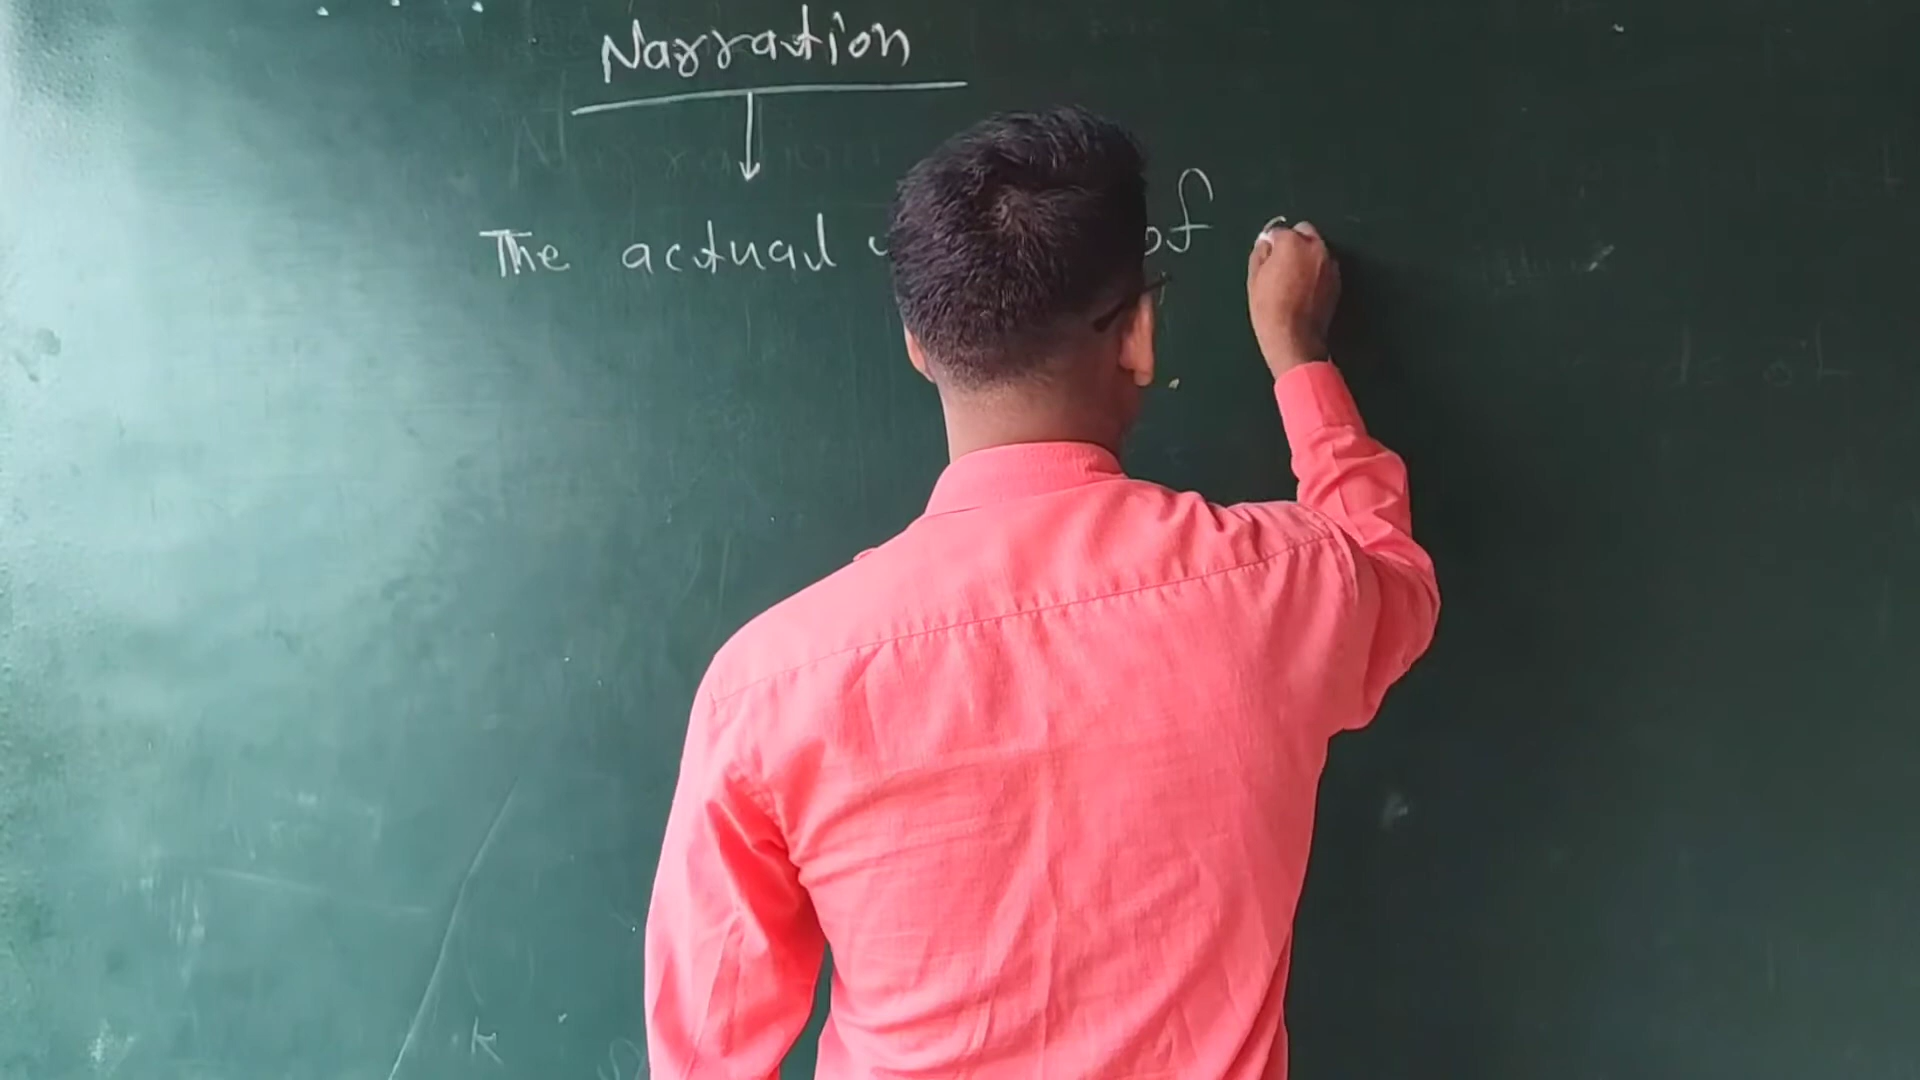 Narration
The actual of